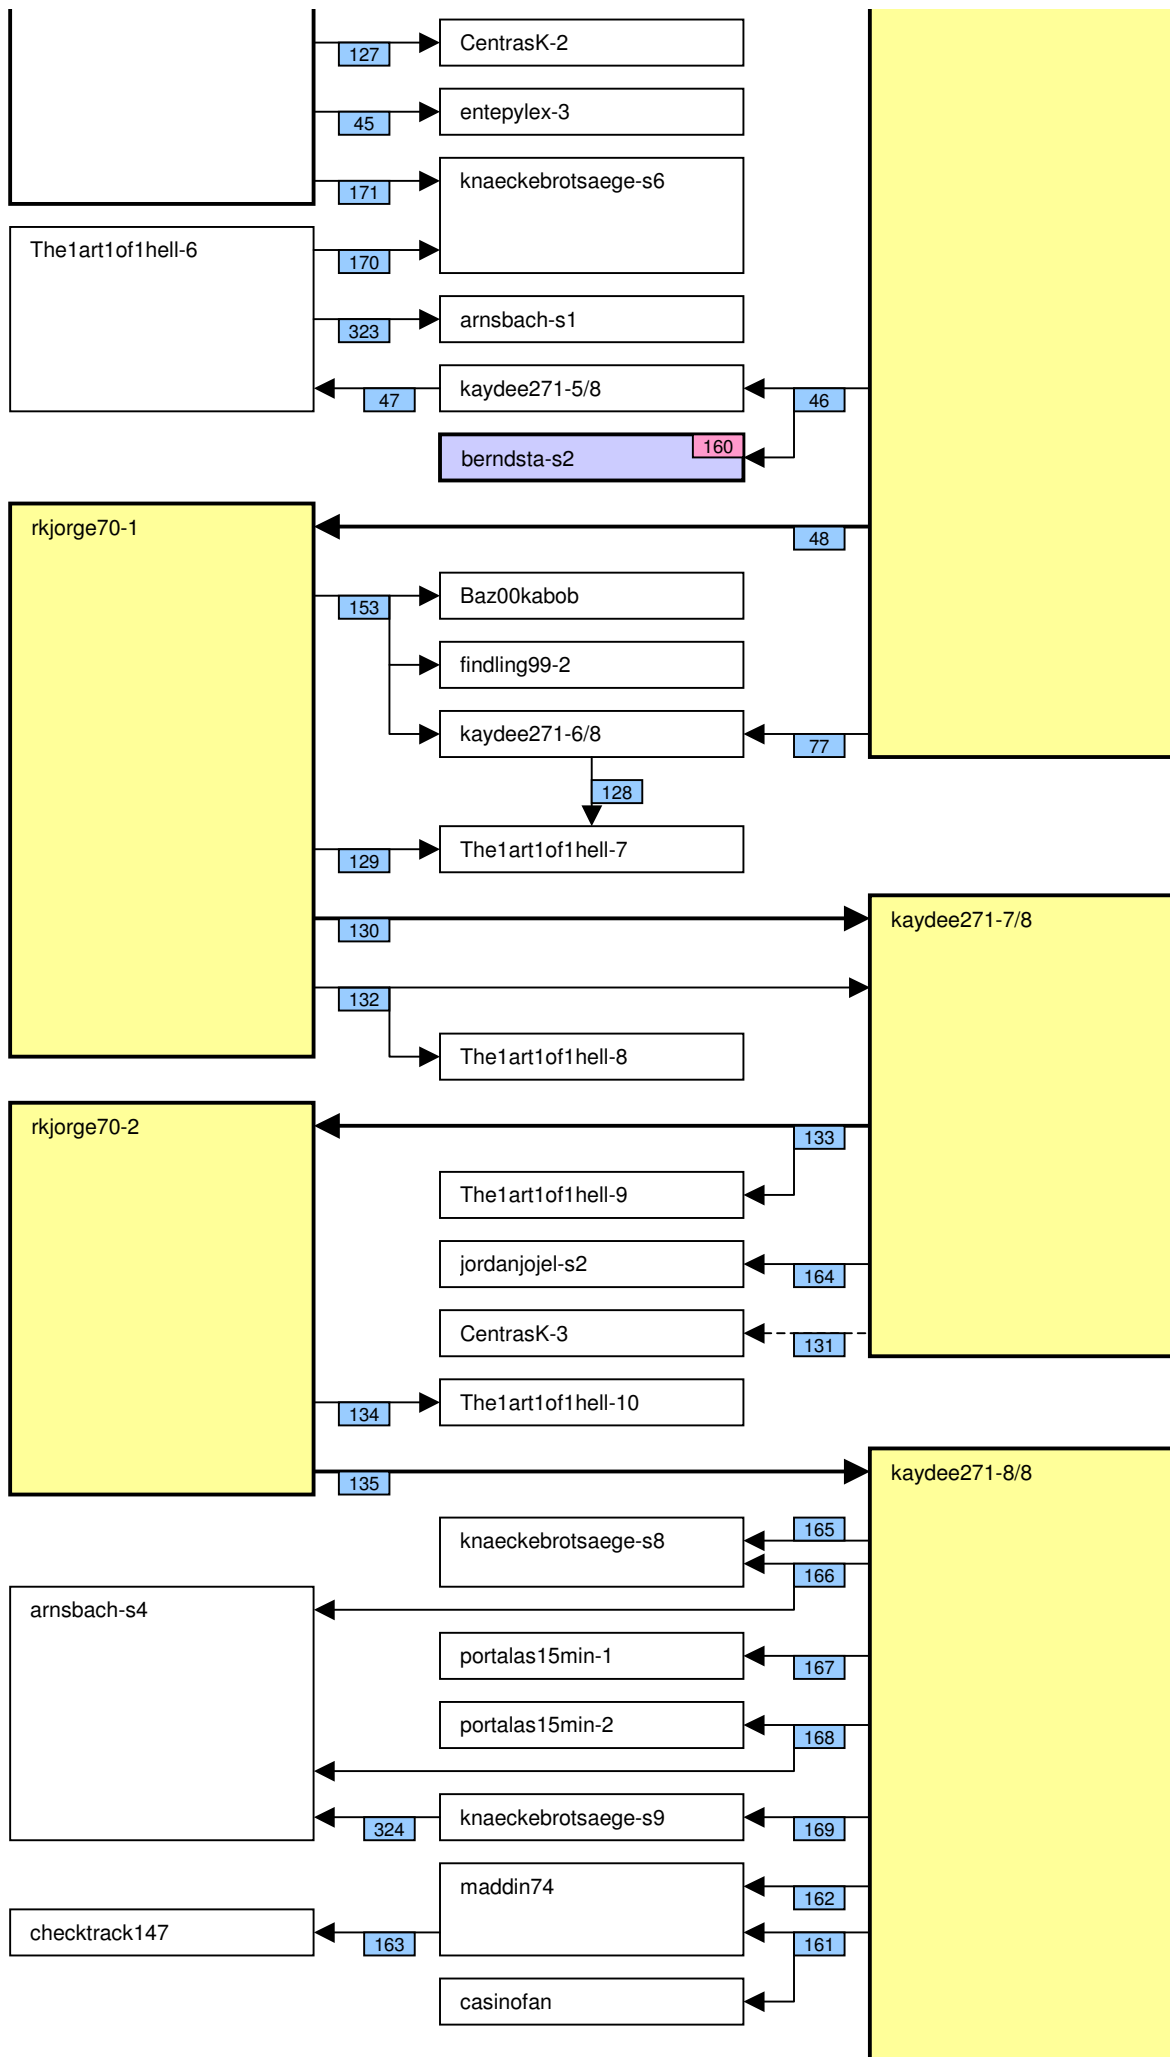 CentrasK-2
127
entepylex-3
45
knaeckebrotsaege-s6
171
The1art1of1hell-6
170
arnsbach-s1
323
kaydee271-5/8
47
46
160
berndsta-s2
rkjorge70-1
48
Baz00kabob
153
findling99-2
kaydee271-6/8
77
128
The1art1of1hell-7
129
kaydee271-7/8
130
132
The1art1of1hell-8
rkjorge70-2
133
The1art1of1hell-9
jordanjojel-s2
164
CentrasK-3
131
The1art1of1hell-10
134
kaydee271-8/8
135
165
knaeckebrotsaege-s8
166
arnsbach-s4
portalas15min-1
167
portalas15min-2
168
knaeckebrotsaege-s9
324
169
maddin74
162
checktrack147
163
161
casinofan